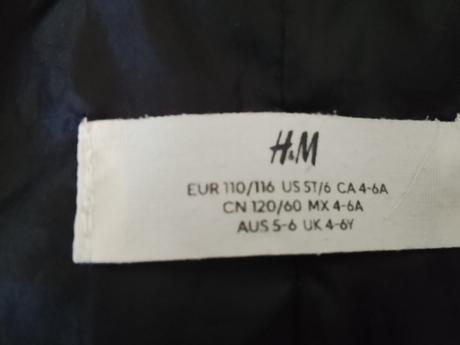 H&M
EUR 110/116 US 5T/6 CA 4-6A
CN 120/60 MX 4-6A
AUS 5-6 UK 4-6Y